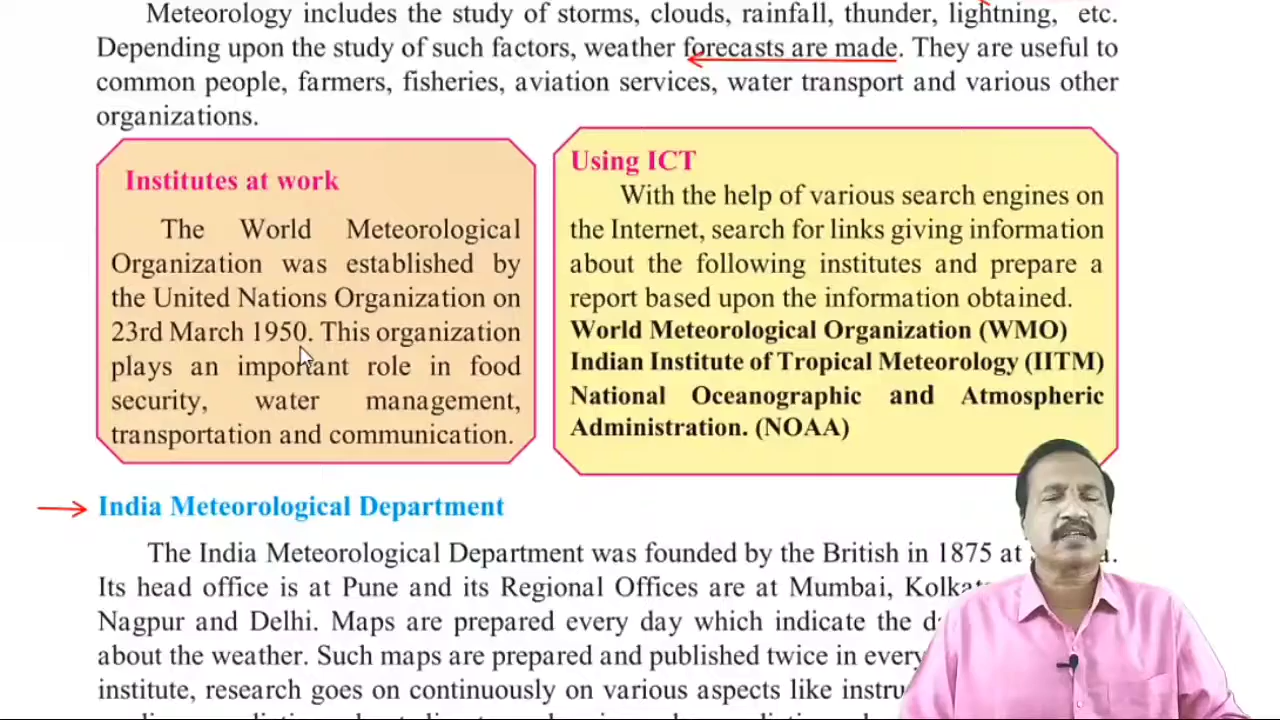 Meteorology includes the study of storms, clouds, rainfall, thunder, lightning, etc.
Depending upon the study of such factors, weather forecasts are made. They are useful to
common people, farmers, fisheries, aviation services, water transport and various other
organizations.
Institutes at work
The World Meteorological
Organization was established by
the United Nations Organization on
23rd March 1950. This organization
plays an important role in food
security, water management,
transportation and communication.
Using ICT
With the help of various search engines on
the Internet, search for links giving information
about the following institutes and prepare a
report based upon the information obtained.
World Meteorological Organization (WMO)
Indian Institute of Tropical Meteorology (IITM)
National Oceanographic and Atmospheric
Administration. (NOAA)
India Meteorological Department
The India Meteorological Department was founded by the British in 1875 at
Its head office is at Pune and its Regional Offices are at Mumbai,
Nagpur and Delhi. Maps are prepared every day which indicate the
about the weather. Such maps are prepared and published twice in every
institute, research goes on continuously on various aspects like